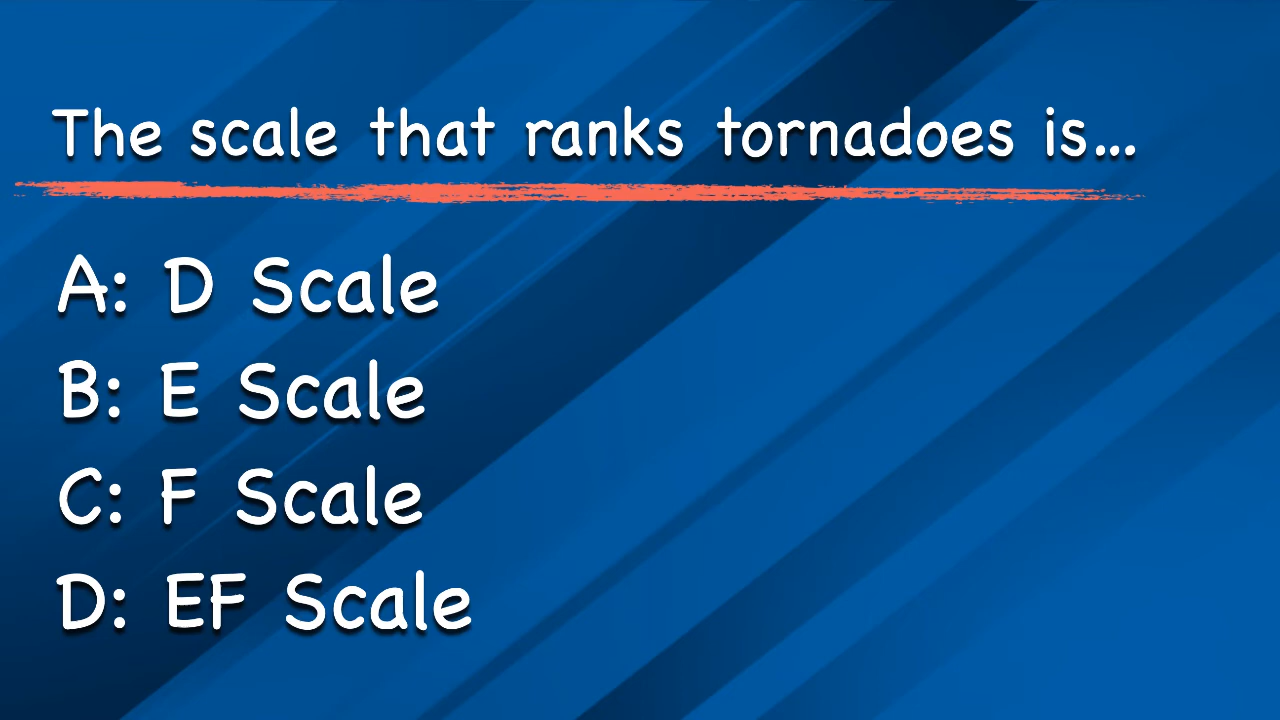 The scale that ranks tornadoes is...
A: D Scale
B: E Scale
C: F Scale
D: EF Scale